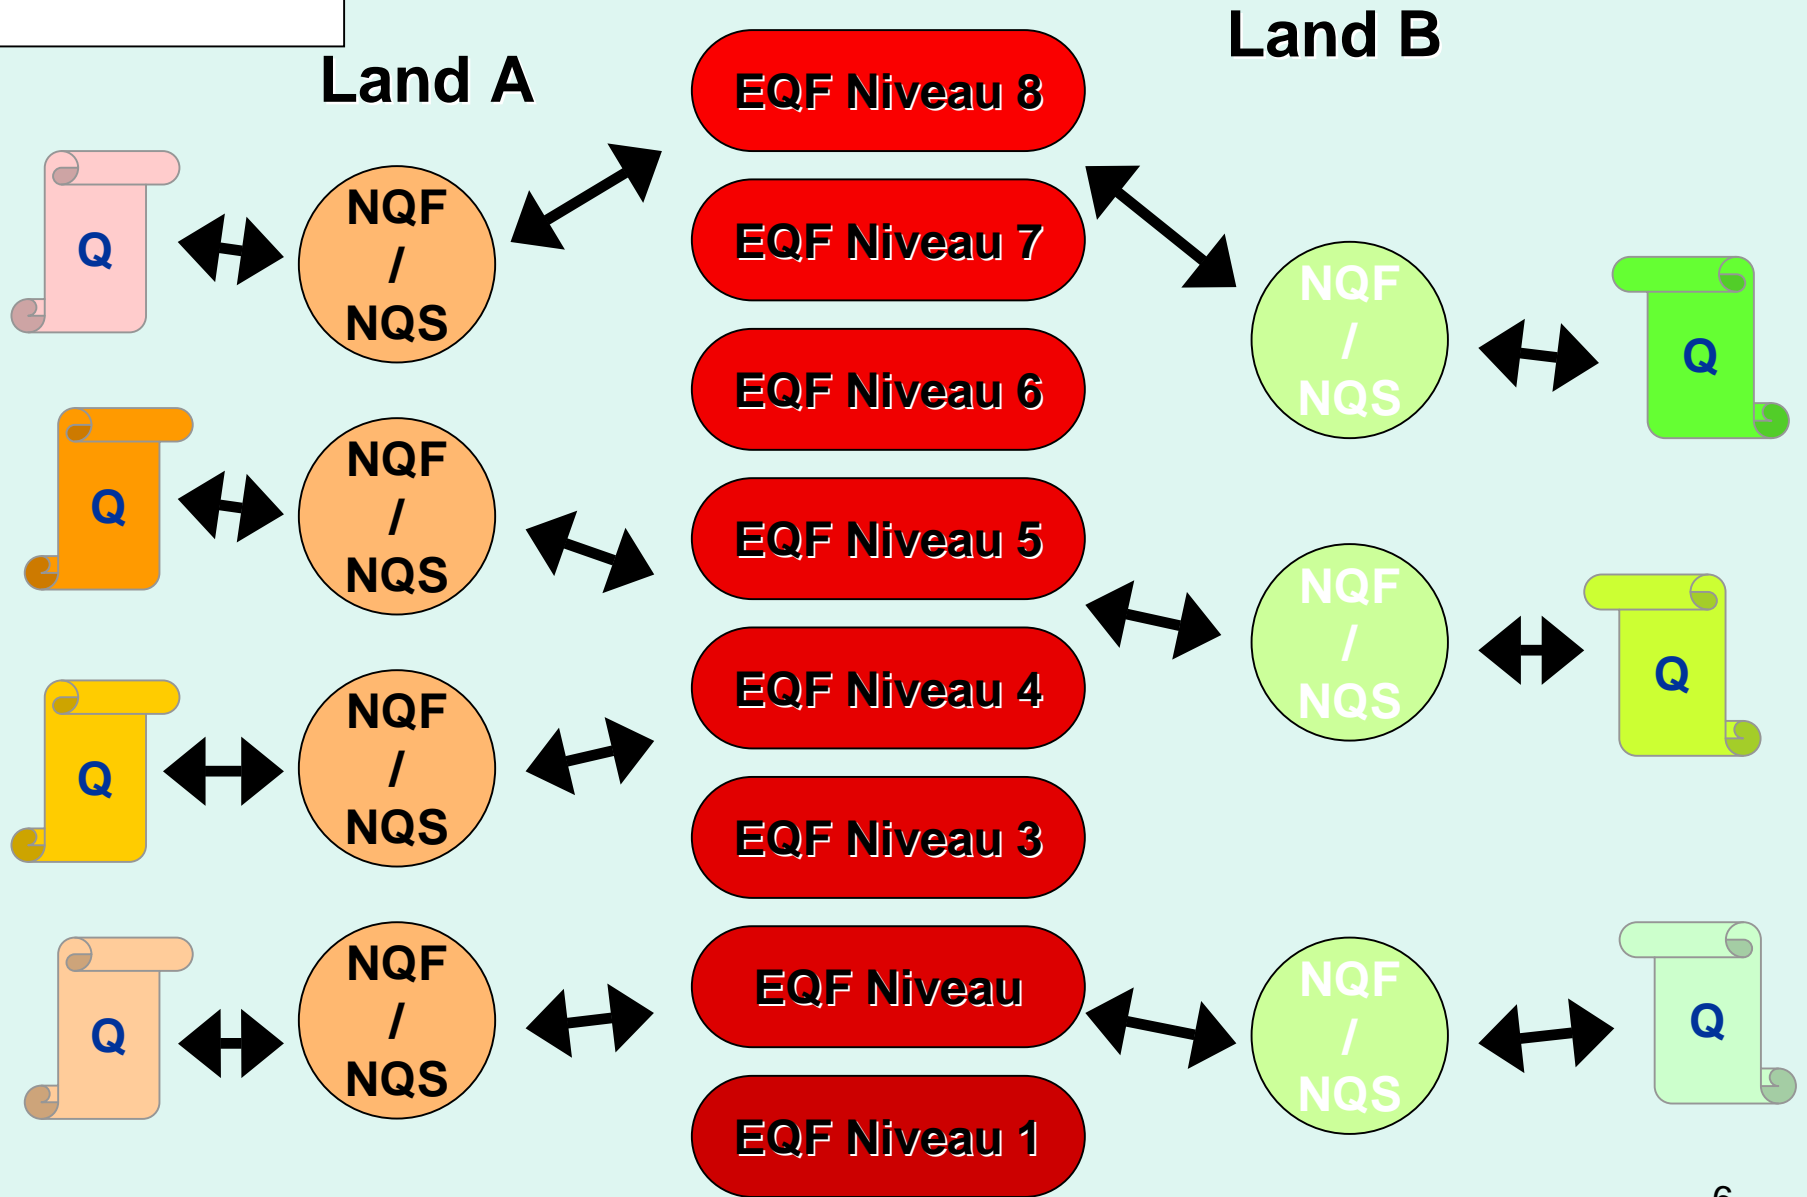 Land A
Land B
EQF Niveau 8
EQF Niveau 7
EQF Niveau 6
EQF Niveau 5
EQF Niveau 4
EQF Niveau 3
EQF Niveau
EQF Niveau 1
Q
NQF
/
NQS
Q
NQF
/
NQS
Q
NQF
/
NQS
Q
NQF
/
NQS
NQF
/
NQS
Q
NQF
/
NQS
Q
NQF
/
NQS
Q
6